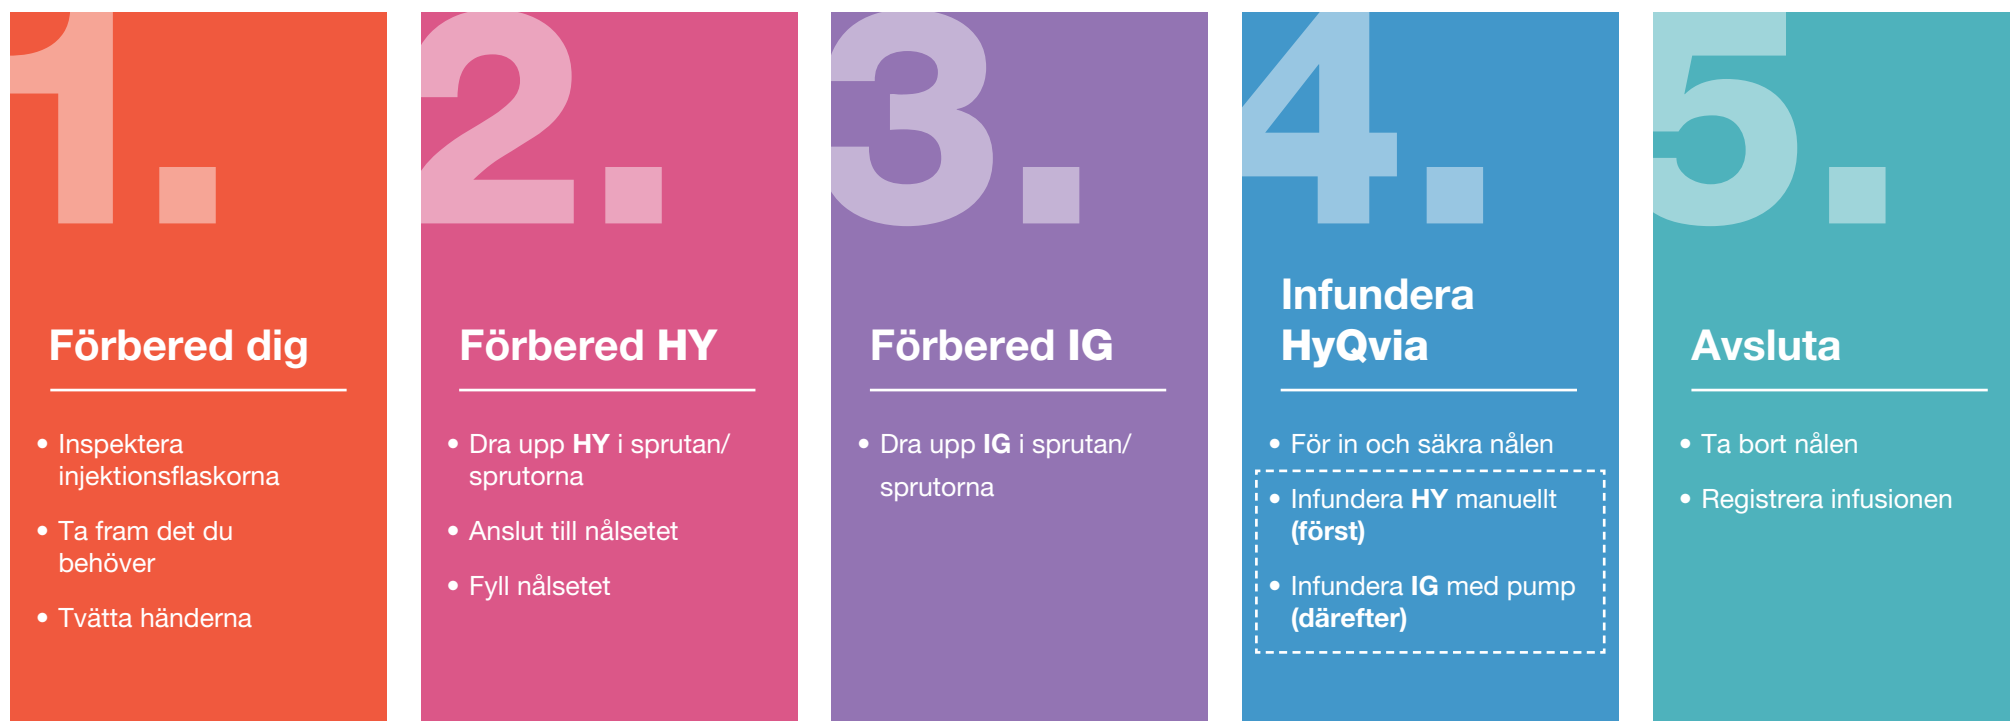 1.
Förbered dig
• Inspektera
injektionsflaskorna
• Ta fram det du
behöver
• Tvätta händerna
2.
Förbered HY
• Dra upp HY i sprutan/
sprutorna
• Anslut till nålsetet
• Fyll nålsetet
3.
Förbered IG
• Dra upp IG i sprutan/
sprutorna
4.
Infundera
HyQvia
• För in och säkra nålen
• Infundera HY manuellt
(först)
• Infundera IG med pump
(därefter)
5.
Avsluta
• Ta bort nålen
• Registrera infusionen